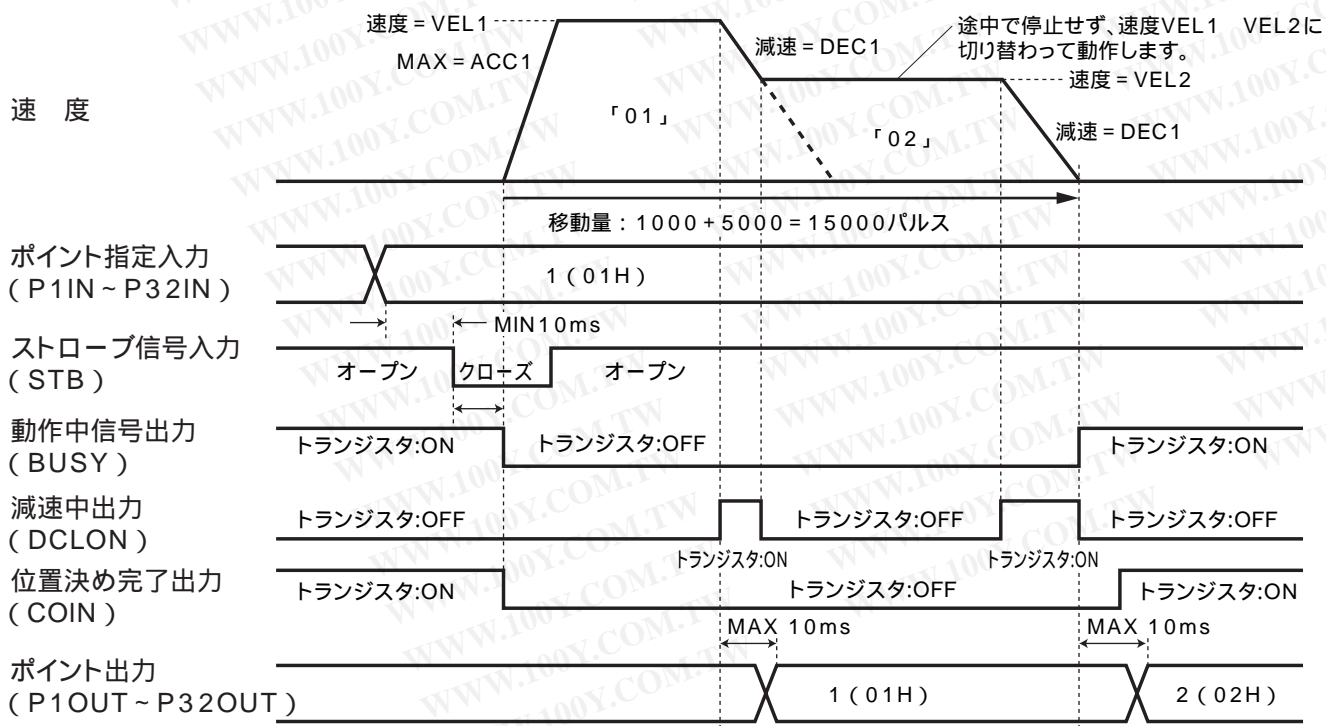 速度 = VEL1
MAX = ACC1
減速 = DEC1
途中で停止せず、速度VEL1 VEL2に
切り替わって動作します。
速度 = VEL2
速 度
「01」
「02」
減速 = DEC1
移動量 : 1000 + 5000 = 15000パルス
ポイント指定入力
( P1IN ~ P32IN )
1 ( 01H )
MIN10ms
ストローブ信号入力
( STB )
オープン
クローズ
オープン
動作中信号出力
( BUSY )
トランジスタ:ON
トランジスタ:OFF
トランジスタ:ON
減速中出力
( DCLON )
トランジスタ:OFF
トランジスタ:OFF
トランジスタ:OFF
トランジスタ:ON
トランジスタ:ON
位置決め完了出力
( COIN )
トランジスタ:ON
トランジスタ:OFF
トランジスタ:ON
MAX 10ms
MAX 10ms
ポイント出力
( P1OUT ~ P32OUT )
1 ( 01H )
2 ( 02H )
WWW.100Y.COM.TW